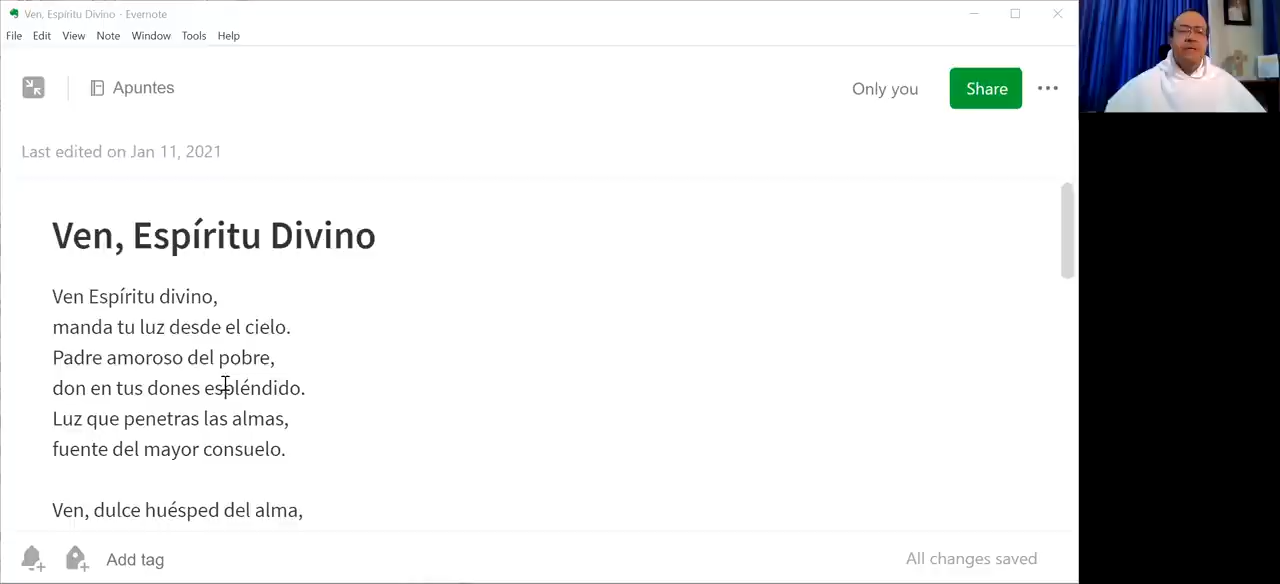 Ven, Espíritu Divino - Evernote
File Edit View Note Window Tools Help
Apuntes
Only you
Share
Last edited on Jan 11, 2021
Ven, Espíritu Divino
Ven Espíritu divino,
manda tu luz desde el cielo.
Padre amoroso del pobre,
don en tus dones espléndido.
Luz que penetras las almas,
fuente del mayor consuelo.
Ven, dulce huésped del alma,
Add tag
All changes saved